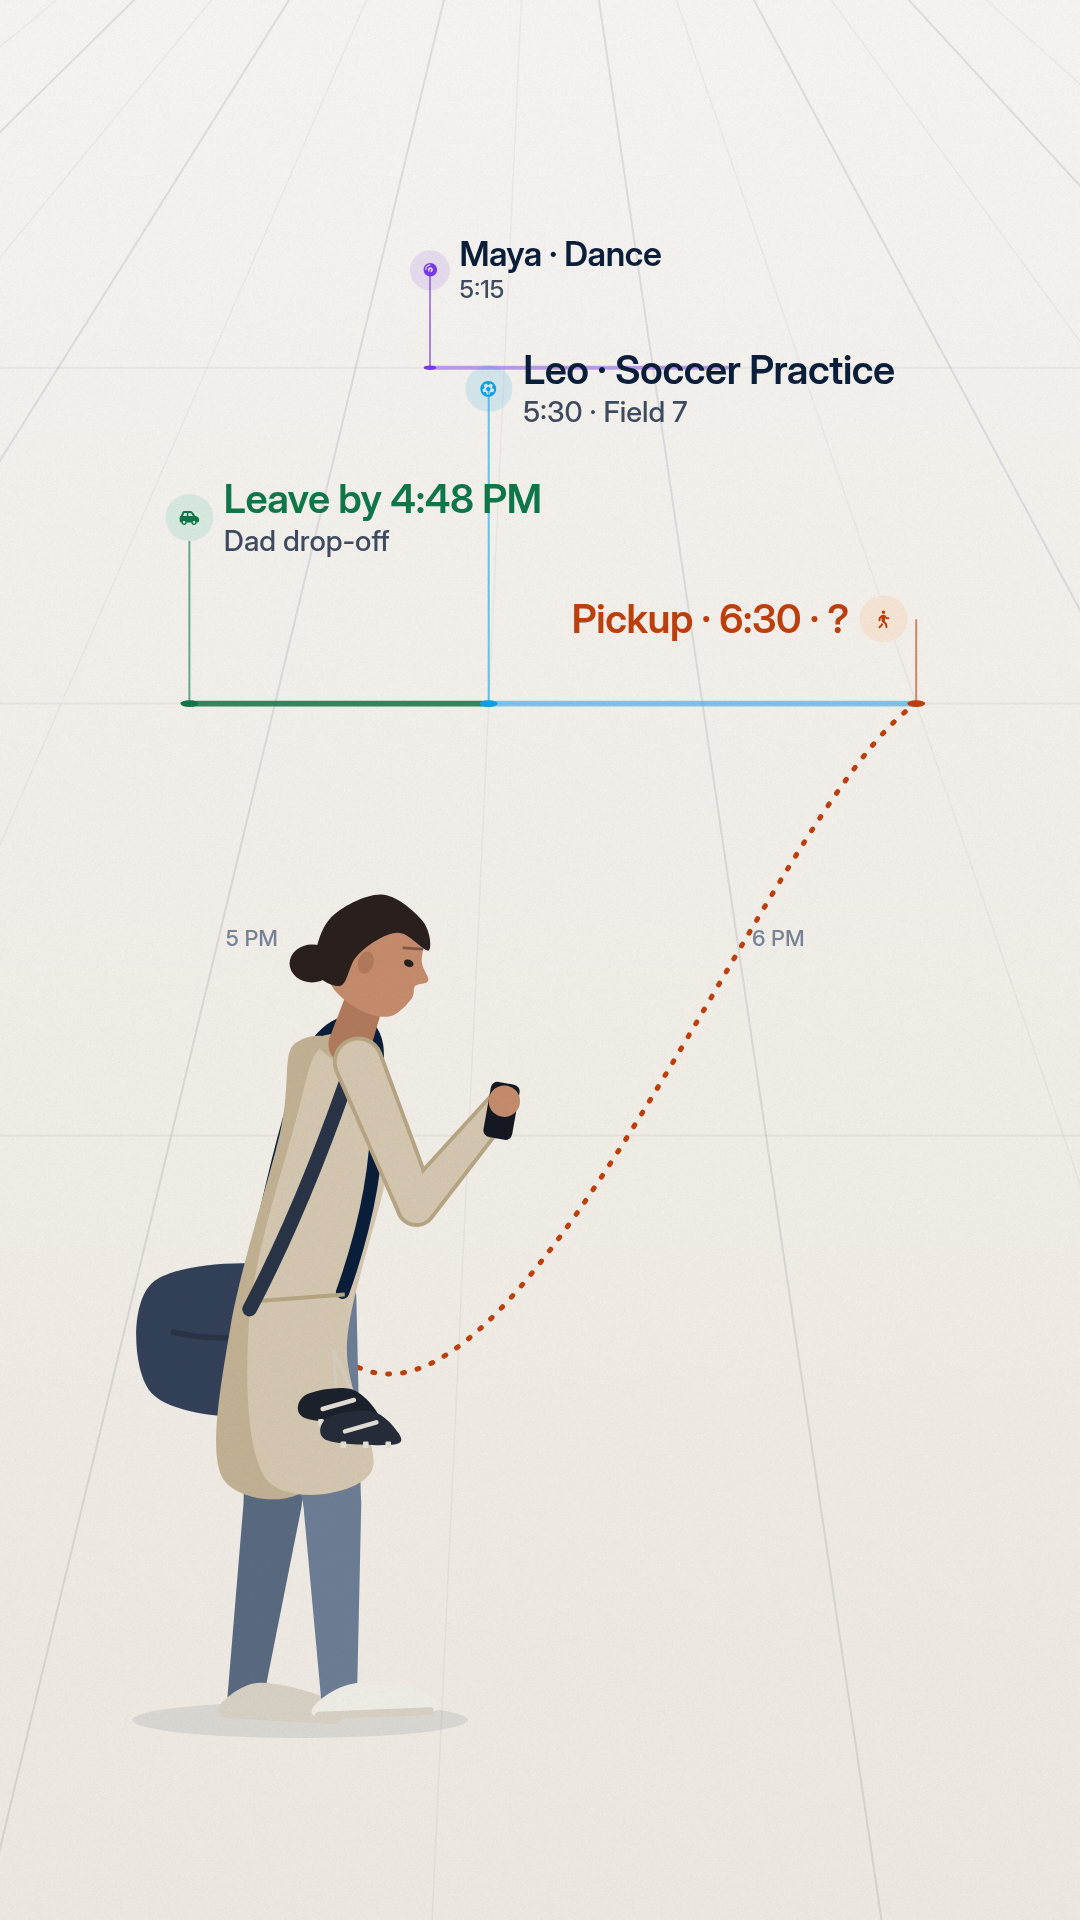 Maya · Dance
5:15
Leo · Soccer Practice
5:30 · Field 7
Leave by 4:48 PM
Dad drop-off
Pickup · 6:30 · ?
5 PM
6 PM